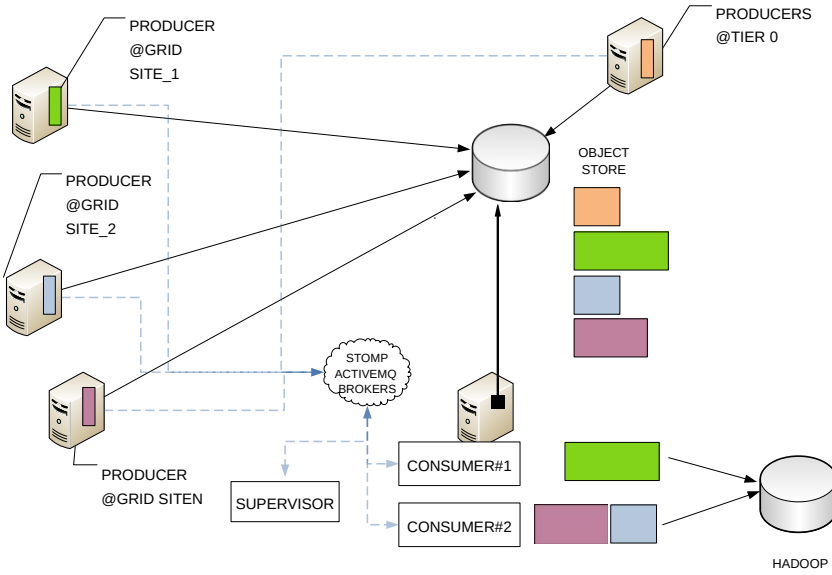 PRODUCER
@GRID
SITE_1
PRODUCERS
@TIER 0
OBJECT
STORE
PRODUCER
@GRID
SITE_2
STOMP
ACTIVEMQ
BROKERS
PRODUCER
@GRID SITEN
SUPERVISOR
CONSUMER#1
CONSUMER#2
HADOOP